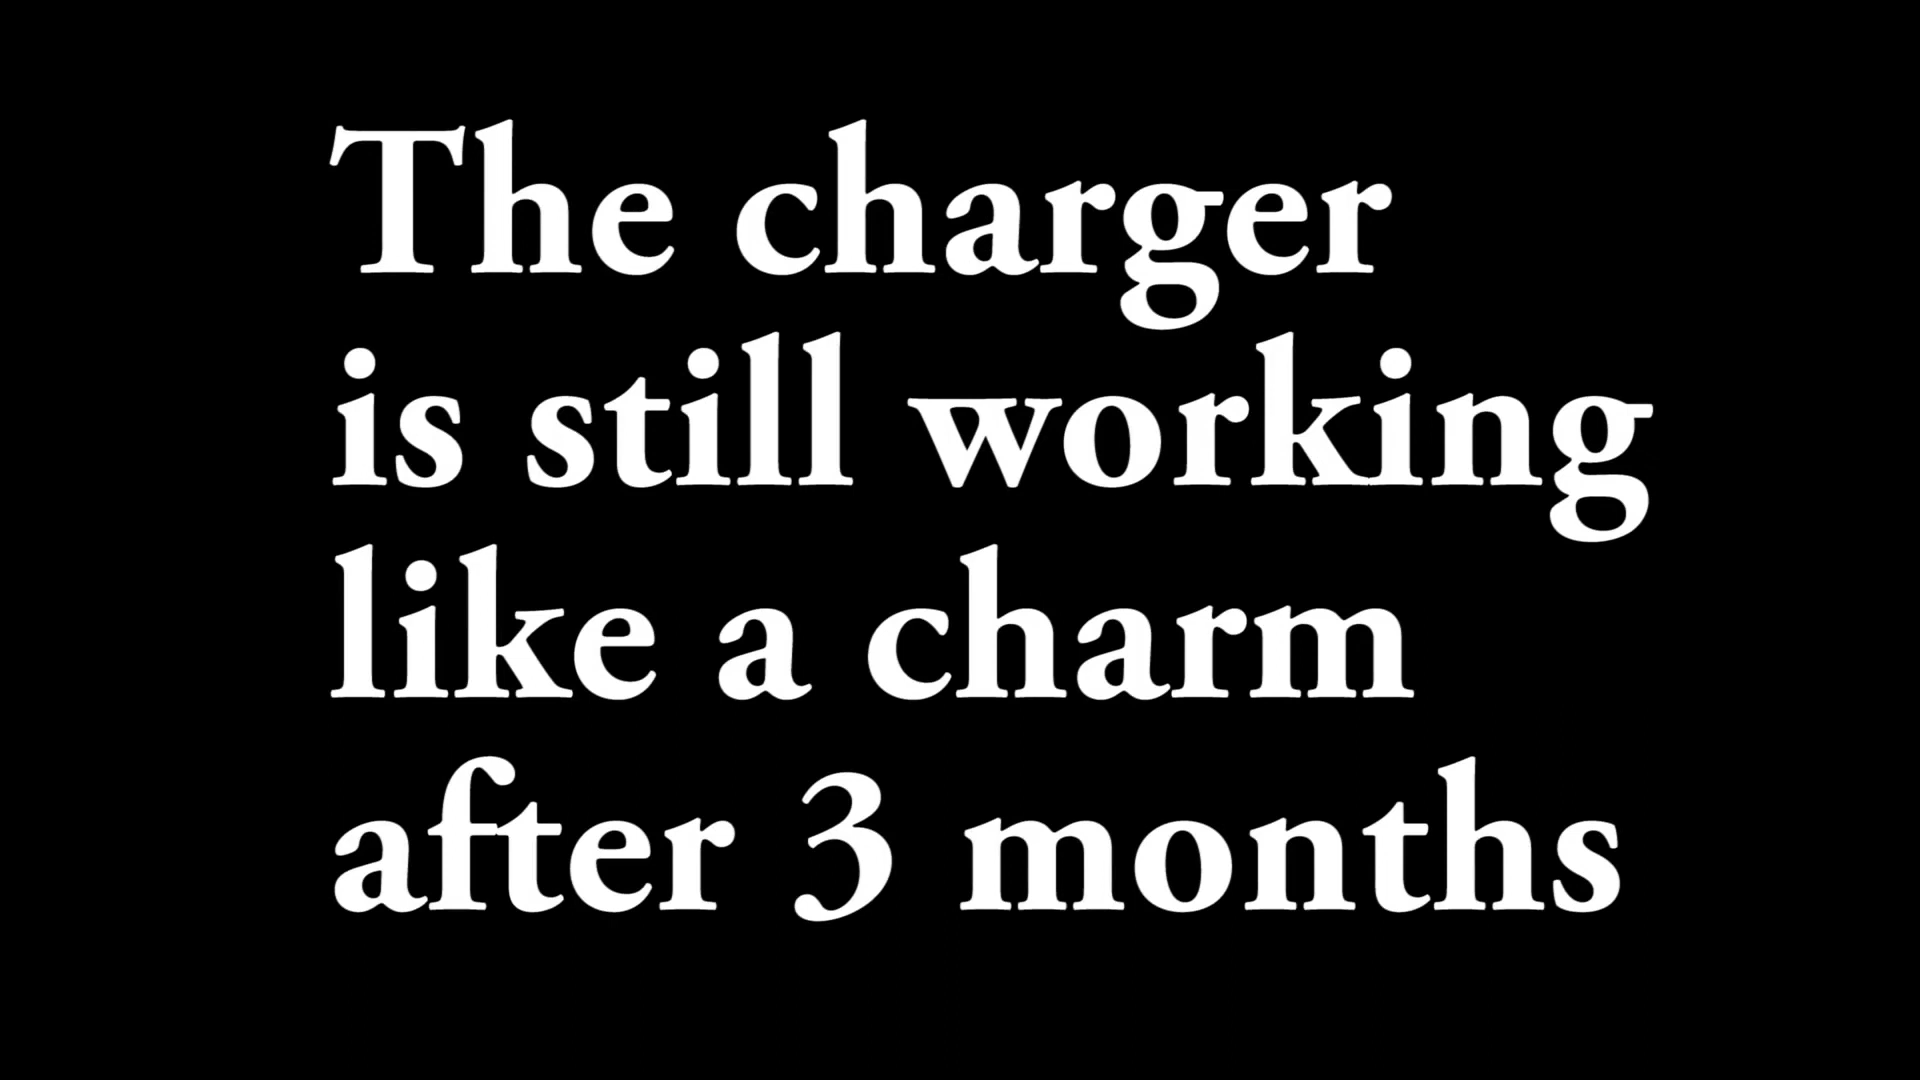 The charger
is still working
like a charm
after 3 months